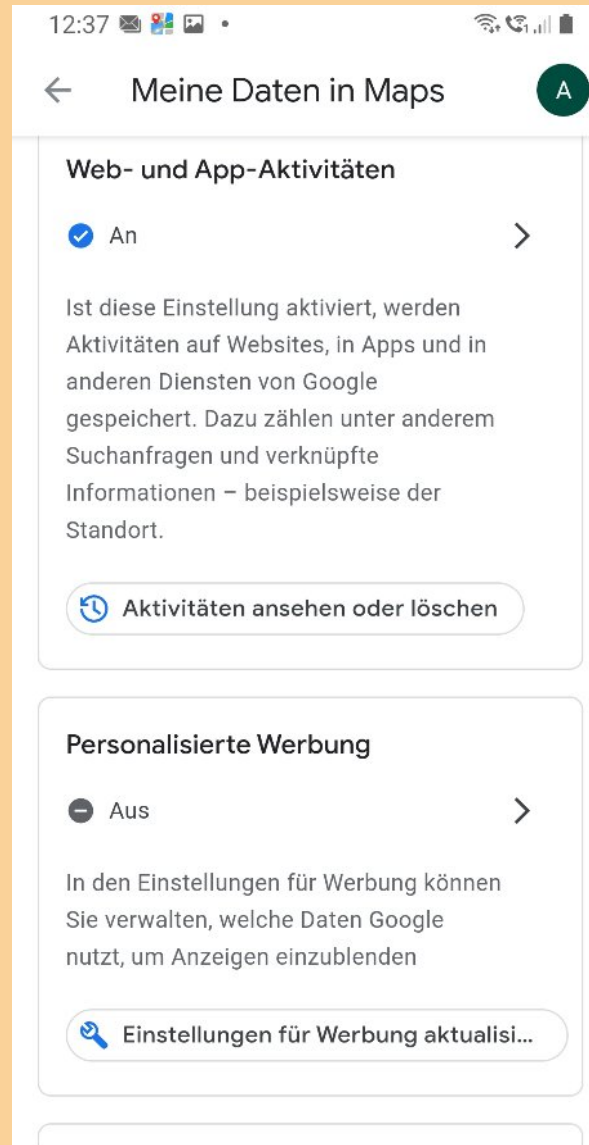 12:37
Meine Daten in Maps
A
Web- und App-Aktivitäten
An
Ist diese Einstellung aktiviert, werden
Aktivitäten auf Websites, in Apps und in
anderen Diensten von Google
gespeichert. Dazu zählen unter anderem
Suchanfragen und verknüpfte
Informationen – beispielsweise der
Standort.
Aktivitäten ansehen oder löschen
Personalisierte Werbung
Aus
In den Einstellungen für Werbung können
Sie verwalten, welche Daten Google
nutzt, um Anzeigen einzublenden
Einstellungen für Werbung aktualisi...